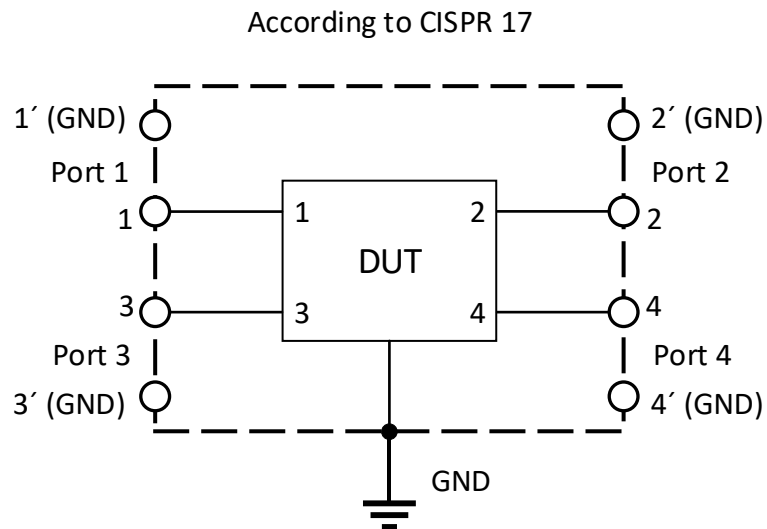 According to CISPR 17
1´ (GND)
2´ (GND)
Port 1
Port 2
1
1
2
2
DUT
3
3
4
4
Port 3
Port 4
3´ (GND)
4´ (GND)
GND